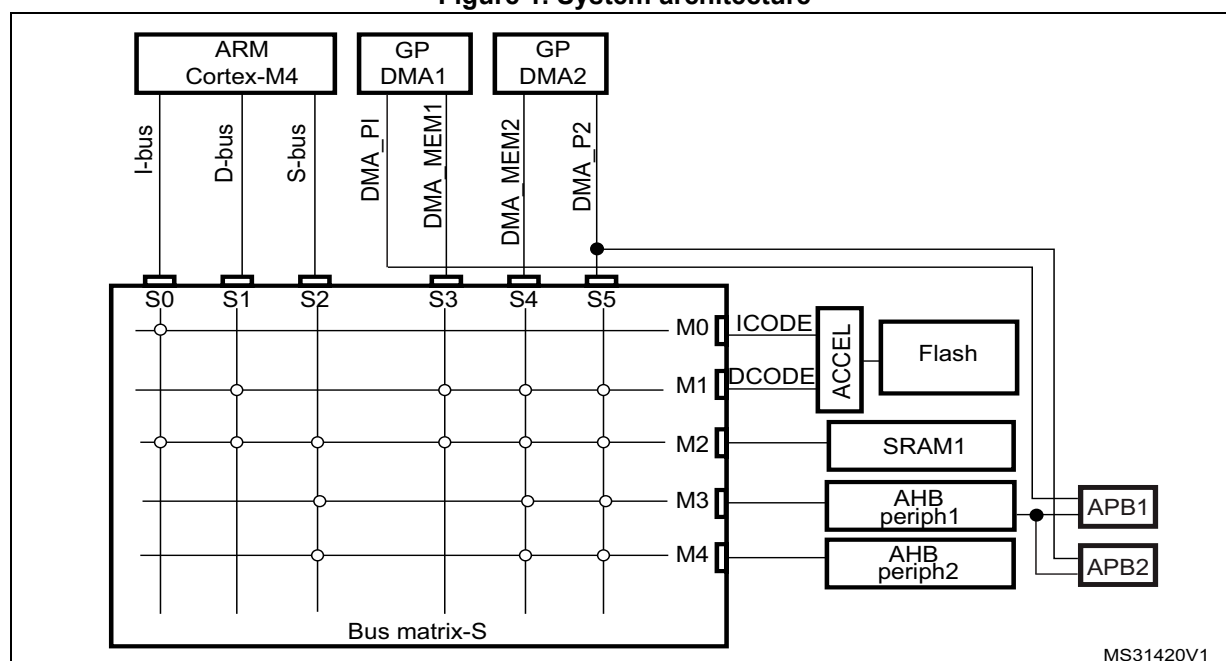 Figure 1. System architecture
ARM
Cortex-M4
GP
DMA1
GP
DMA2
I-bus
D-bus
S-bus
DMA_PI
DMA_MEM1
DMA_MEM2
DMA_P2
S0
S1
S2
S3
S4
S5
M0
ICODE
M1
DCODE
ACCEL
Flash
M2
SRAM1
M3
AHB
periph1
APB1
M4
AHB
periph2
APB2
Bus matrix-S
MS31420V1